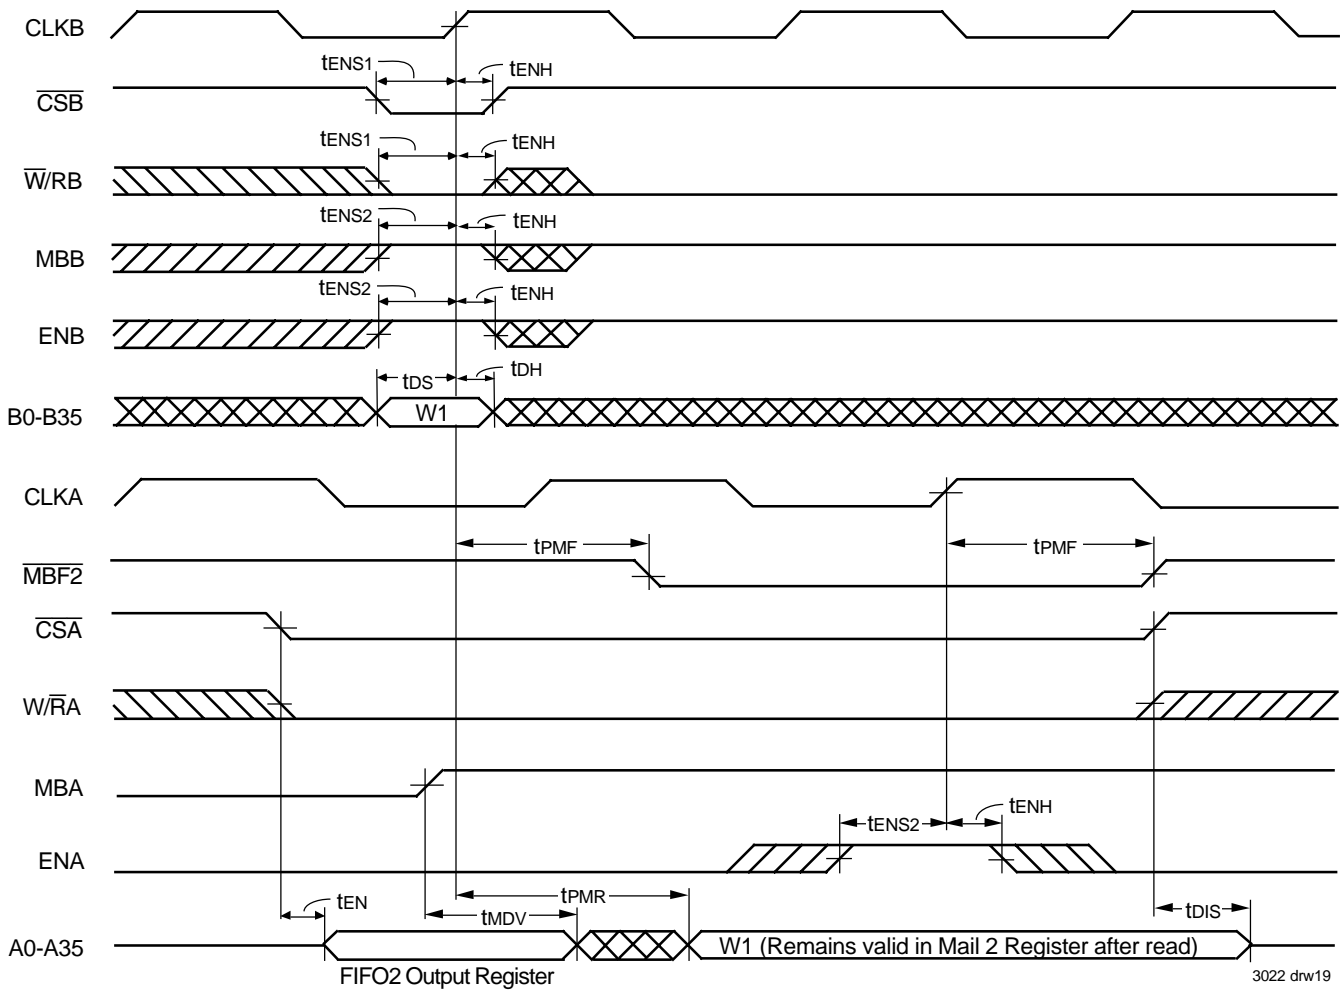 CLKB
tENS1
tENH
CSB
tENS1
tENH
W/RB
tENS2
tENH
MBB
tENS2
tENH
ENB
tDS
tDH
B0-B35
W1
CLKA
tPMF
tPMF
MBF2
CSA
W/RA
MBA
tENS2
tENH
ENA
tEN
tMDV
tPMR
tDIS
A0-A35
W1 (Remains valid in Mail 2 Register after read)
FIFO2 Output Register
3022 drw19